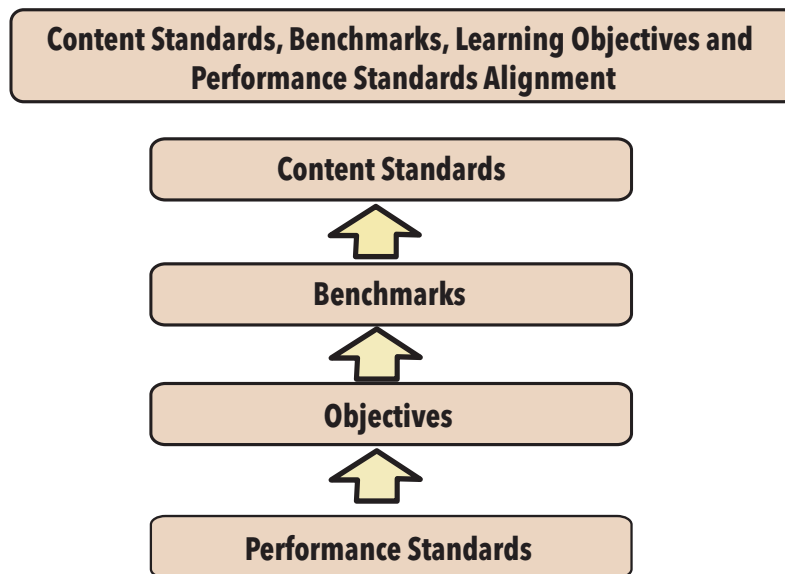 Content Standards, Benchmarks, Learning Objectives and
Performance Standards Alignment
Content Standards
Benchmarks
Objectives
Performance Standards